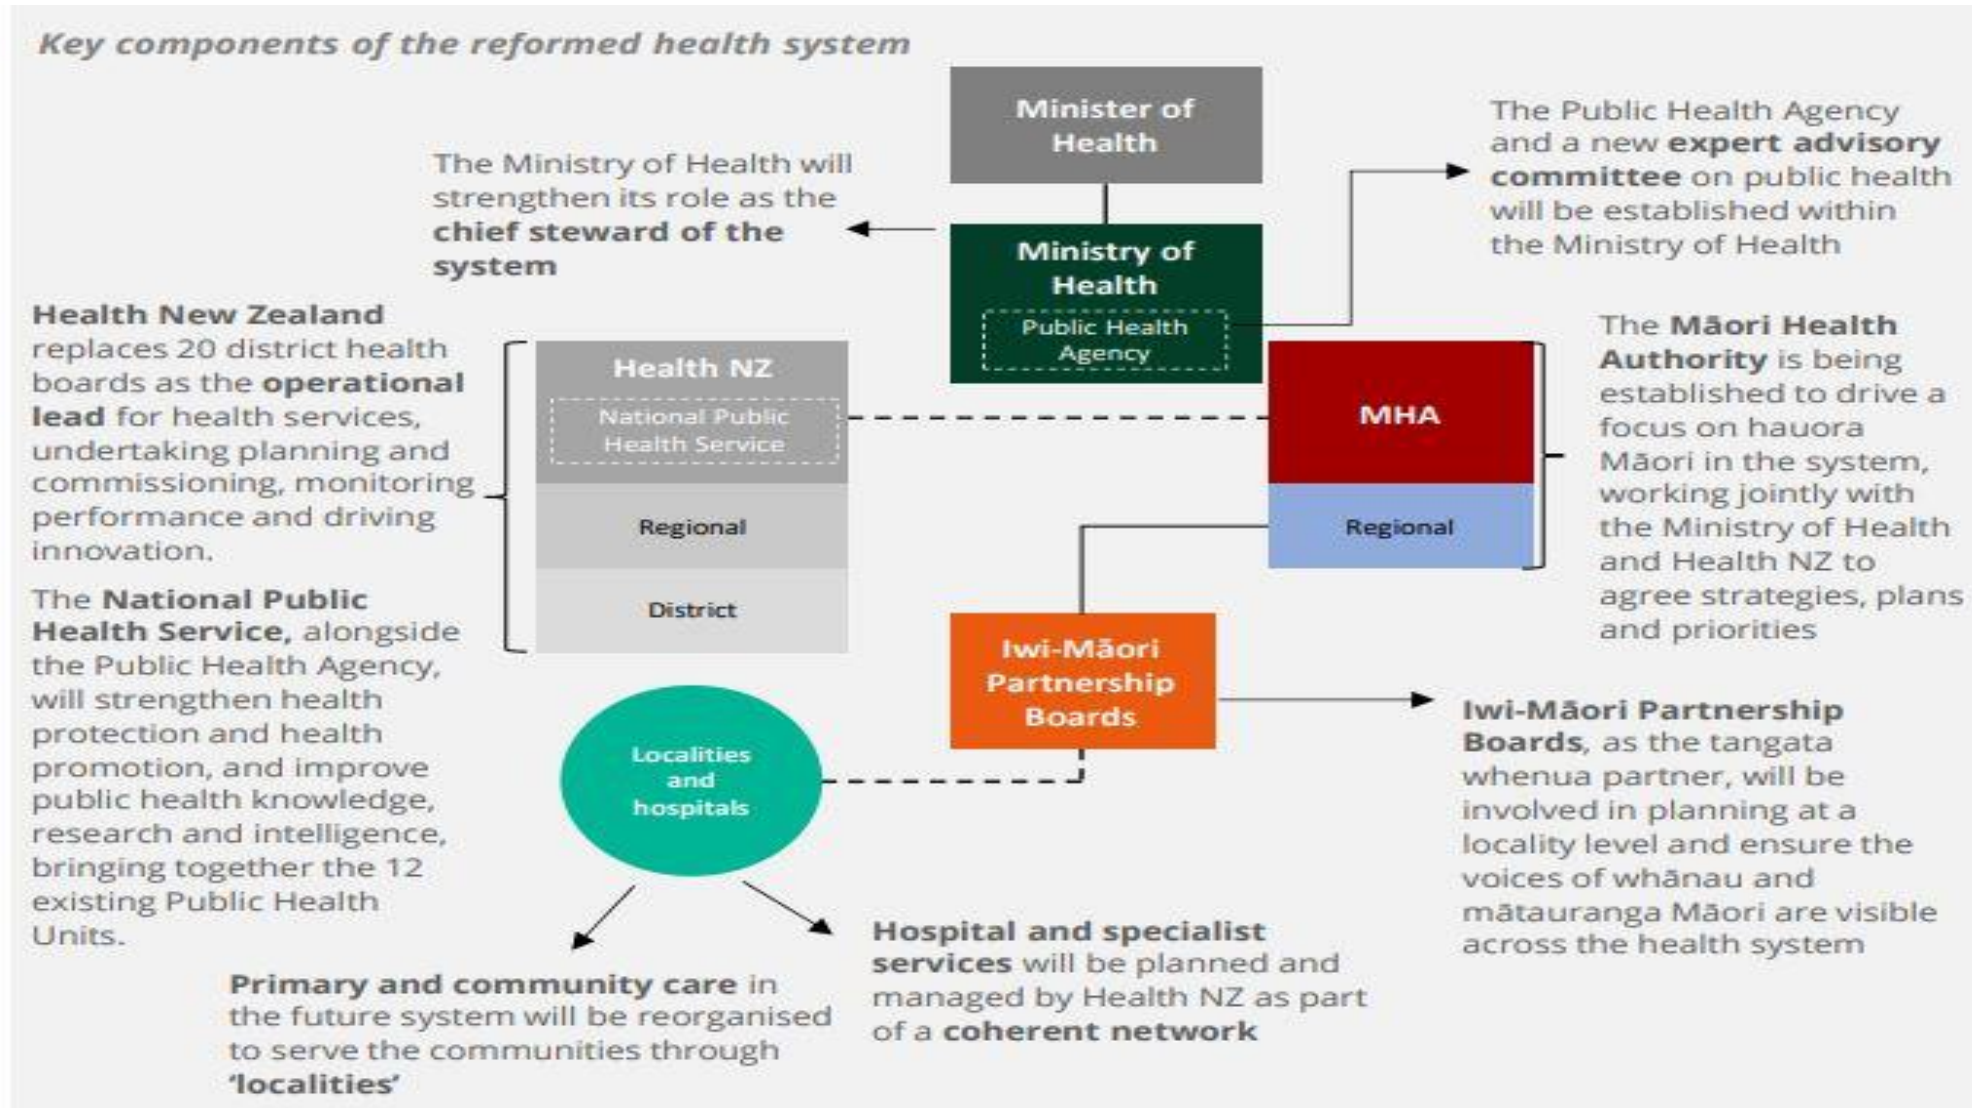 Key components of the reformed health system
Minister of
Health
The Ministry of Health will
strengthen its role as the
chief steward of the
system
Ministry of
Health
Public Health
Agency
The Public Health Agency
and a new expert advisory
committee on public health
will be established within
the Ministry of Health
Health New Zealand
replaces 20 district health
boards as the operational
lead for health services,
undertaking planning and
commissioning, monitoring
performance and driving
innovation.
Health NZ
National Public
Health Service
Regional
District
MHA
Regional
The Māori Health
Authority is being
established to drive a
focus on hauora
Māori in the system,
working jointly with
the Ministry of Health
and Health NZ to
agree strategies, plans
and priorities
The National Public
Health Service, alongside
the Public Health Agency,
will strengthen health
protection and health
promotion, and improve
public health knowledge,
research and intelligence,
bringing together the 12
existing Public Health
Units.
Iwi-Māori
Partnership
Boards
Iwi-Māori Partnership
Boards, as the tangata
whenua partner, will be
involved in planning at a
locality level and ensure the
voices of whānau and
mātauranga Māori are visible
across the health system
Localities
and
hospitals
Primary and community care in
the future system will be reorganised
to serve the communities through
‘localities’
Hospital and specialist
services will be planned and
managed by Health NZ as part
of a coherent network